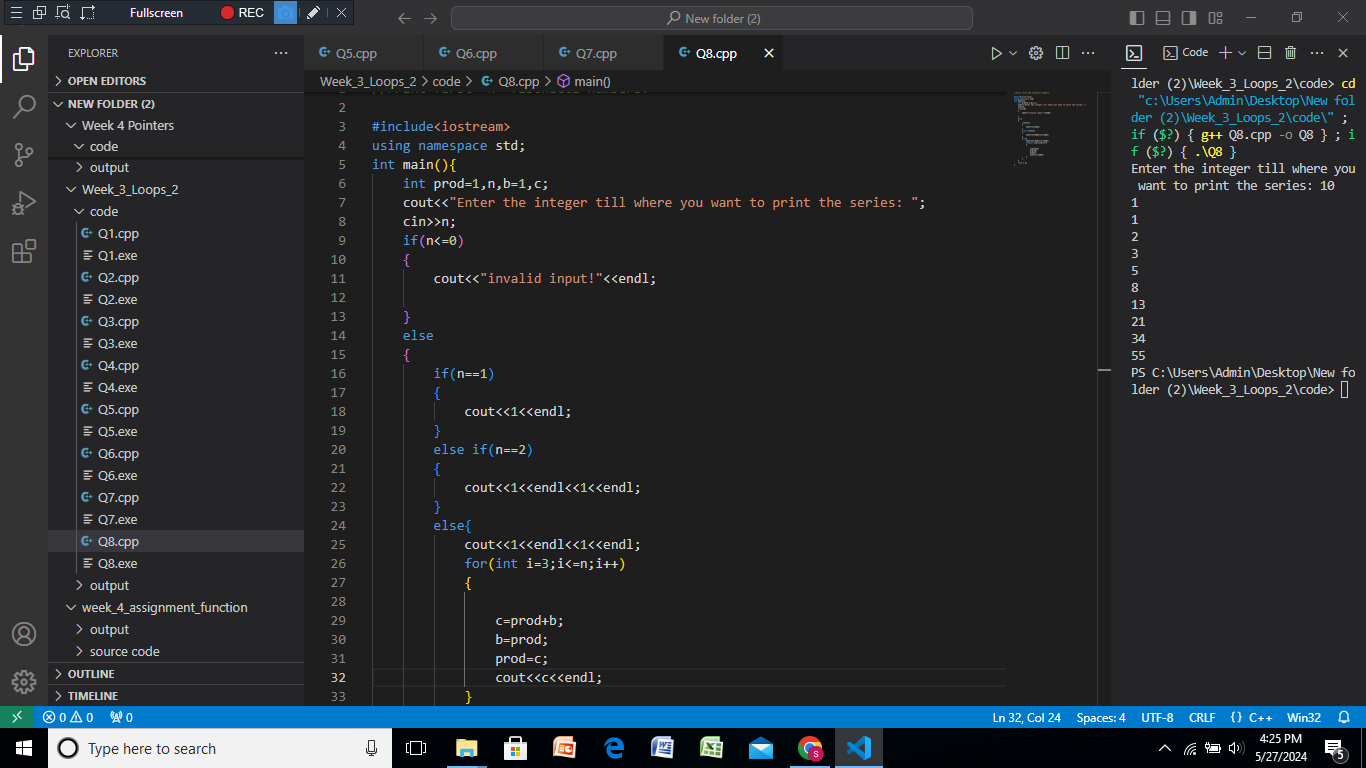 Fullscreen
REC
New folder (2)
EXPLORER
OPEN EDITORS
NEW FOLDER (2)
Week 4 Pointers
code
output
Week_3_Loops_2
code
Q1.cpp
Q1.exe
Q2.cpp
Q2.exe
Q3.cpp
Q3.exe
Q4.cpp
Q4.exe
Q5.cpp
Q5.exe
Q6.cpp
Q6.exe
Q7.cpp
Q7.exe
Q8.cpp
Q8.exe
output
week_4_assignment_function
output
source code
OUTLINE
TIMELINE
Q5.cpp Q6.cpp Q7.cpp Q8.cpp
Week_3_Loops_2 > code > Q8.cpp > main()
2
3 #include<iostream>
4 using namespace std;
5 int main(){
6 int prod=1,n,b=1,c;
7 cout<<"Enter the integer till where you want to print the series: ";
8 cin>>n;
9 if(n<=0)
10 {
11 cout<<"invalid input!"<<endl;
12
13 }
14 else
15 {
16 if(n==1)
17 {
18 cout<<1<<endl;
19 }
20 else if(n==2)
21 {
22 cout<<1<<endl<<1<<endl;
23 }
24 else{
25 cout<<1<<endl<<1<<endl;
26 for(int i=3;i<=n;i++)
27 {
28
29 c=prod+b;
30 b=prod;
31 prod=c;
32 cout<<c<<endl;
33 }
Code
lder (2)\Week_3_Loops_2\code> cd
"c:\Users\Admin\Desktop\New fol
der (2)\Week_3_Loops_2\code\" ;
if ($?) { g++ Q8.cpp -o Q8 } ; i
f ($?) { .\Q8 }
Enter the integer till where you
want to print the series: 10
1
1
2
3
5
8
13
21
34
55
PS C:\Users\Admin\Desktop\New fo
lder (2)\Week_3_Loops_2\code>
0 0 0
Ln 32, Col 24 Spaces: 4 UTF-8 CRLF {} C++ Win32
Type here to search
4:25 PM
5/27/2024
5